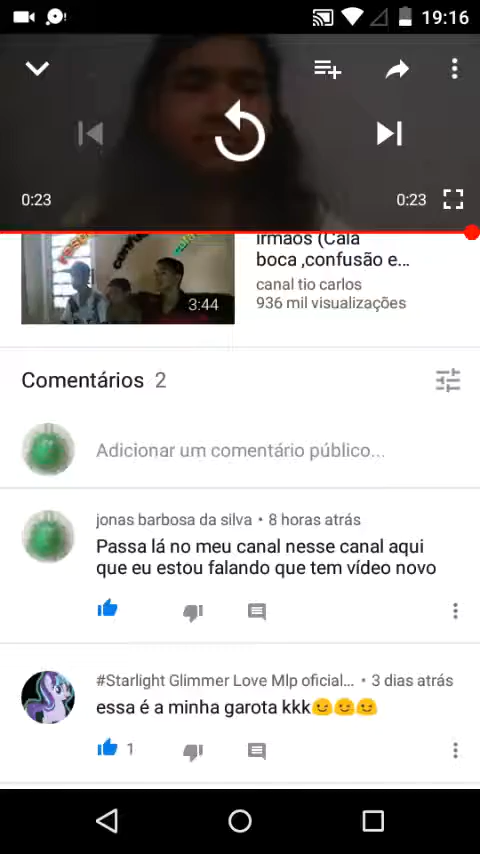 19:16
0:23
0:23
irmãos (Cala
boca ,confusão e...
canal tio carlos
936 mil visualizações
3:44
Comentários 2
Adicionar um comentário público...
jonas barbosa da silva • 8 horas atrás
Passa lá no meu canal nesse canal aqui
que eu estou falando que tem vídeo novo
#Starlight Glimmer Love Mlp oficial... • 3 dias atrás
essa é a minha garota kkk😊😊😊
1